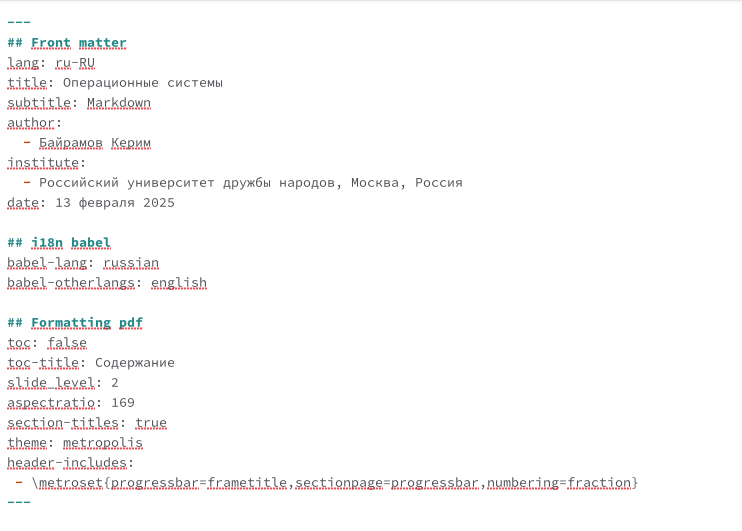 ---
## Front matter
lang: ru-RU
title: Операционные системы
subtitle: Markdown
author:
  - Байрамов Керим
institute:
  - Российский университет дружбы народов, Москва, Россия
date: 13 февраля 2025

## i18n babel
babel-lang: russian
babel-otherlangs: english

## Formatting pdf
toc: false
toc-title: Содержание
slide_level: 2
aspectratio: 169
section-titles: true
theme: metropolis
header-includes:
 - \metroset{progressbar=frametitle,sectionpage=progressbar,numbering=fraction}
---